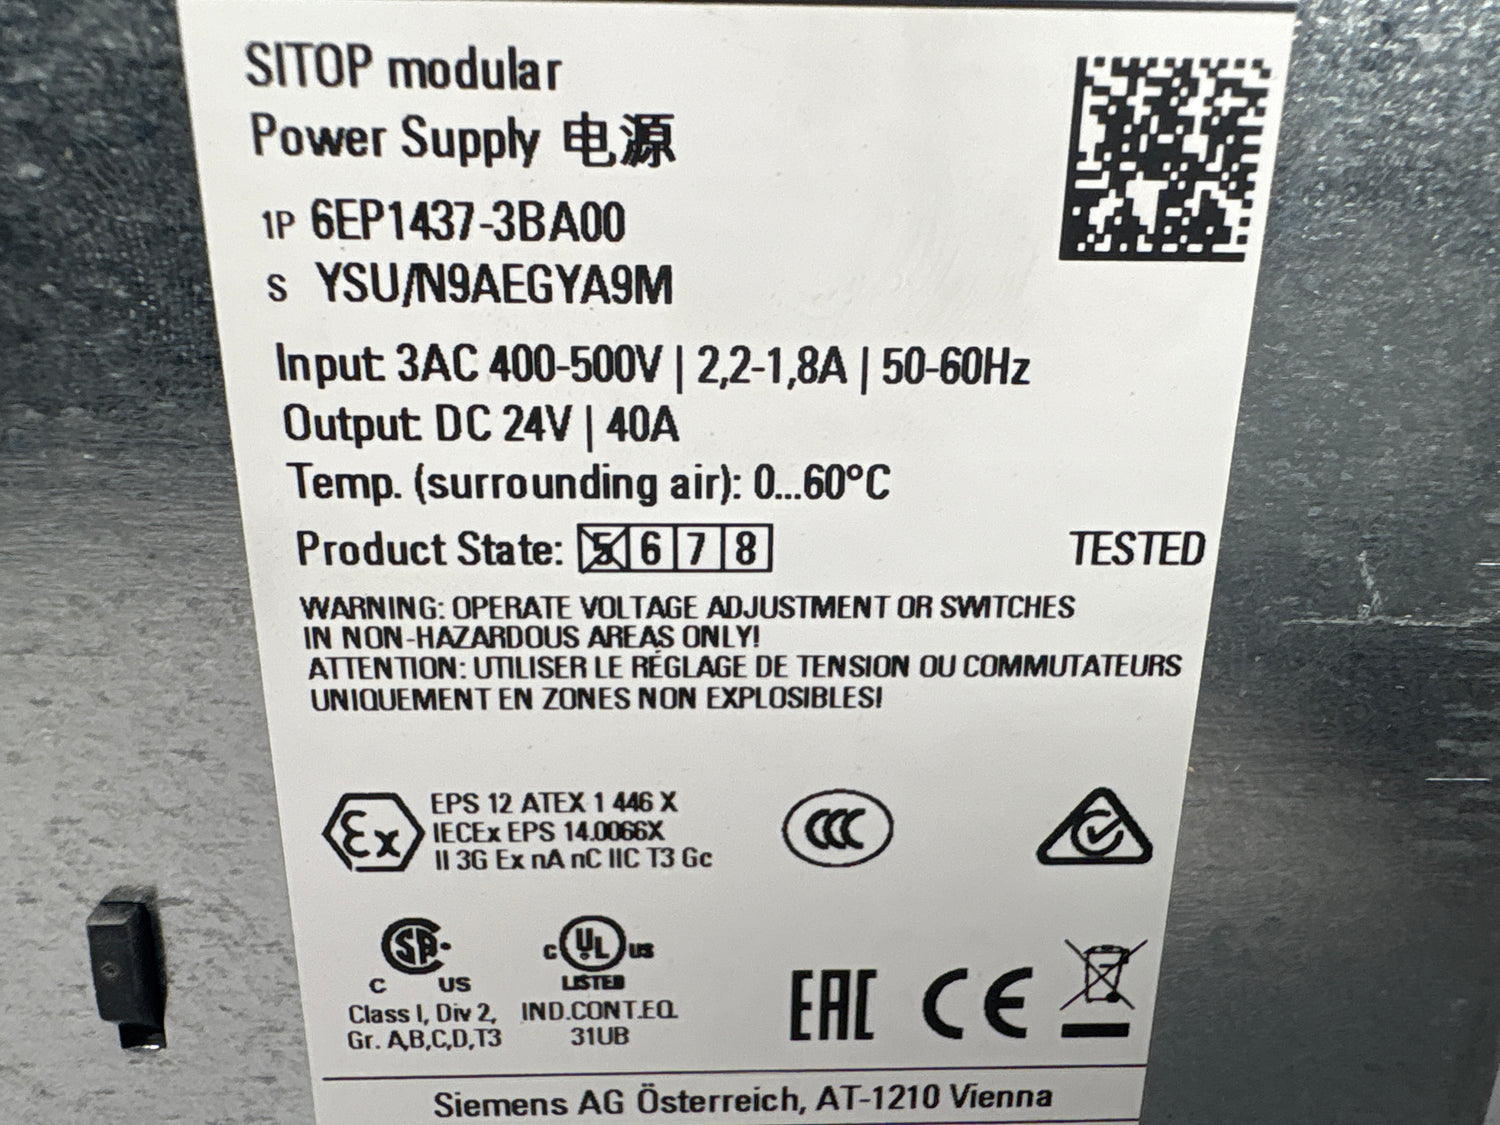 SITOP modular
Power Supply 电源
1P 6EP1437-3BA00
S YSU/N9AEGYA9M
Input: 3AC 400-500V | 2,2-1,8A | 50-60Hz
Output: DC 24V | 40A
Temp. (surrounding air): 0...60°C
Product State: 5 6 7 8
TESTED
WARNING: OPERATE VOLTAGE ADJUSTMENT OR SWITCHES
IN NON-HAZARDOUS AREAS ONLY!
ATTENTION: UTILISER LE RÉGLAGE DE TENSION OU COMMUTATEURS
UNIQUEMENT EN ZONES NON EXPLOSIBLES!
Ex
EPS 12 ATEX 1 446 X
IECEx EPS 14.0066X
II 3G Ex nA nC IIC T3 Gc
CCC
SA
C US
Class I, Div 2,
Gr. A,B,C,D,T3
C UL US
LISTED
IND.CONT.EQ.
31UB
EAC CE
Siemens AG Österreich, AT-1210 Vienna